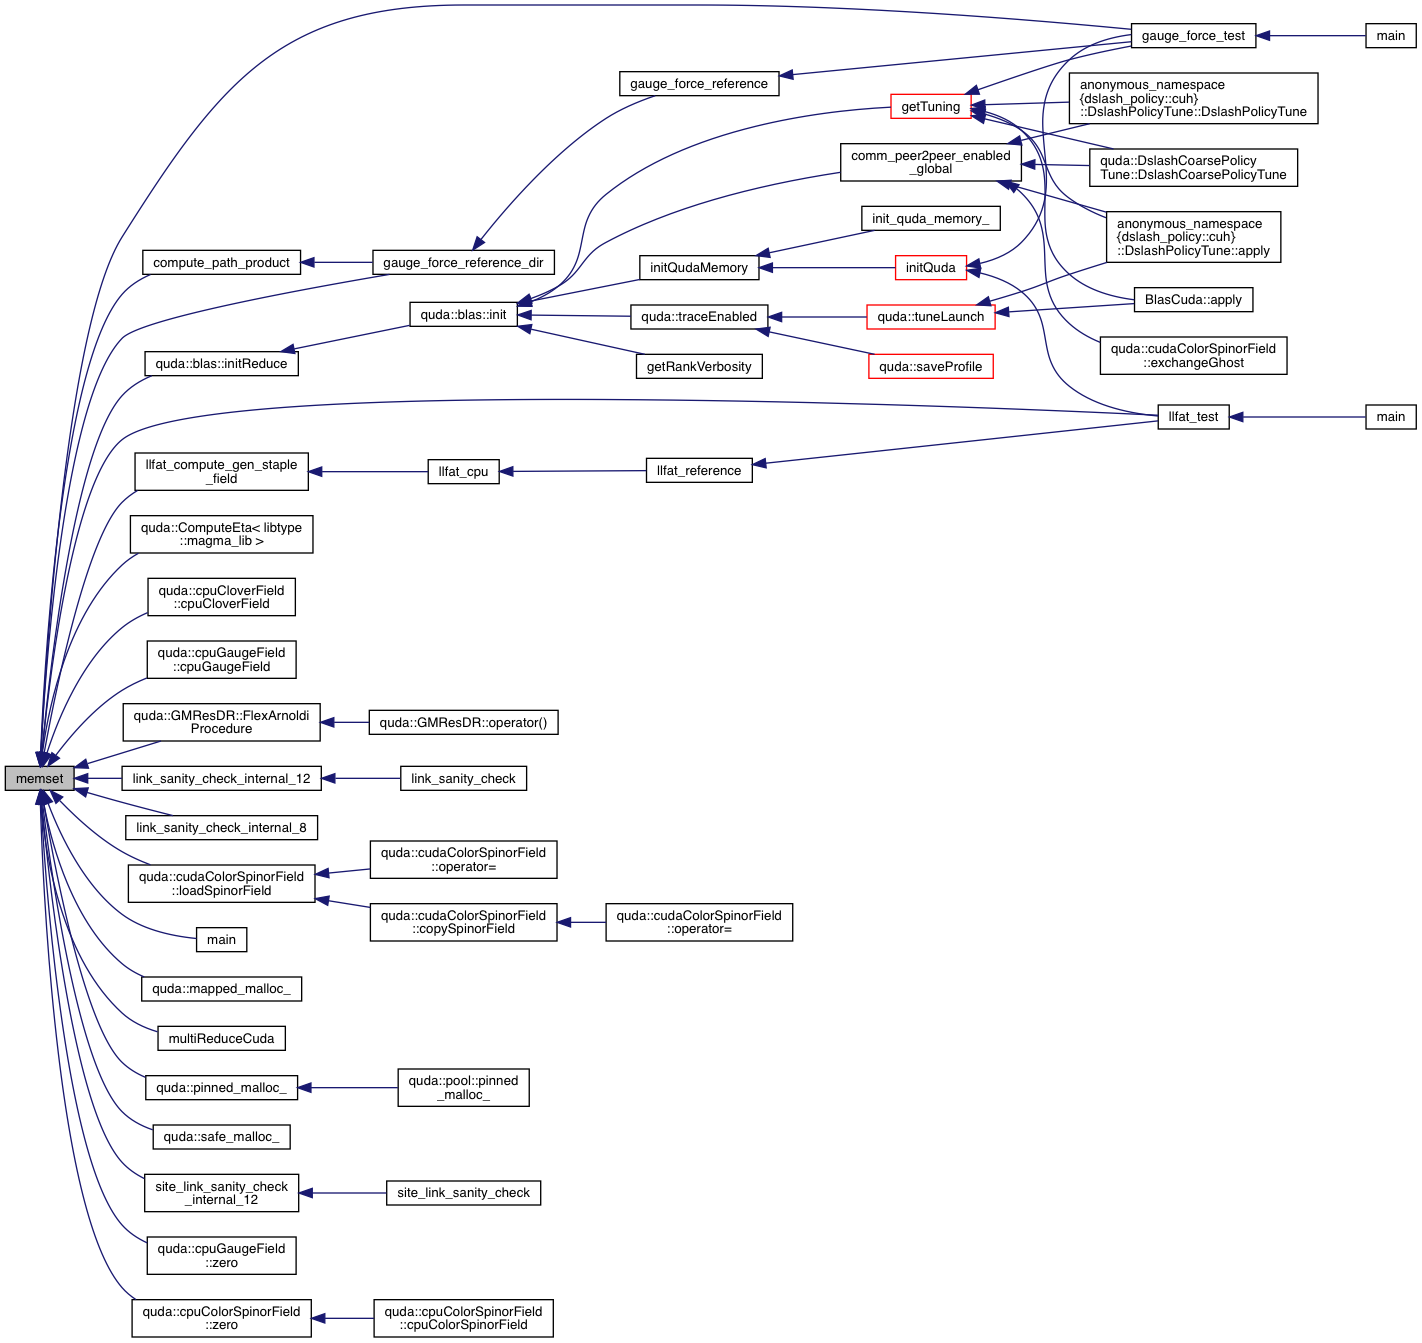 gauge_force_test
main
gauge_force_reference
getTuning
anonymous_namespace
{dslash_policy::cuh}
::DslashPolicyTune::DslashPolicyTune
comm_peer2peer_enabled
_global
quda::DslashCoarsePolicy
Tune::DslashCoarsePolicyTune
init_quda_memory_
anonymous_namespace
{dslash_policy::cuh}
::DslashPolicyTune::apply
compute_path_product
gauge_force_reference_dir
initQudaMemory
initQuda
quda::blas::init
quda::traceEnabled
quda::tuneLaunch
BlasCuda::apply
quda::blas::initReduce
getRankVerbosity
quda::saveProfile
quda::cudaColorSpinorField
::exchangeGhost
llfat_test
main
llfat_compute_gen_staple
_field
llfat_cpu
llfat_reference
quda::ComputeEta< libtype
::magma_lib >
quda::cpuCloverField
::cpuCloverField
quda::cpuGaugeField
::cpuGaugeField
quda::GMResDR::FlexArnoldi
Procedure
quda::GMResDR::operator()
memset
link_sanity_check_internal_12
link_sanity_check
link_sanity_check_internal_8
quda::cudaColorSpinorField
::loadSpinorField
quda::cudaColorSpinorField
::operator=
quda::cudaColorSpinorField
::copySpinorField
quda::cudaColorSpinorField
::operator=
main
quda::mapped_malloc_
multiReduceCuda
quda::pinned_malloc_
quda::pool::pinned
_malloc_
quda::safe_malloc_
site_link_sanity_check
_internal_12
site_link_sanity_check
quda::cpuGaugeField
::zero
quda::cpuColorSpinorField
::zero
quda::cpuColorSpinorField
::cpuColorSpinorField